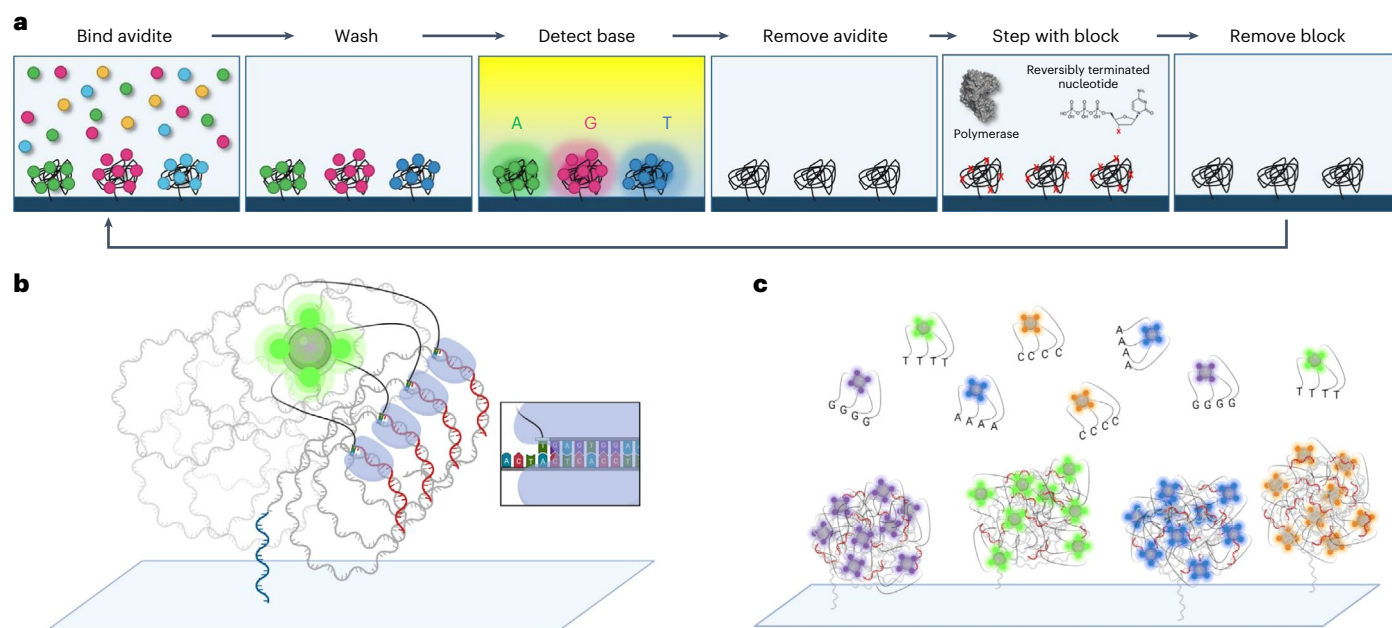 a
Bind avidite
Wash
Detect base
Remove avidite
Step with block
Remove block
A
G
T
Polymerase
Reversibly terminated
nucleotide
b
c
T T T T
C C C C
A
A
A
A
G G G G
A A A A
C C C C
G G G G
T T T T
A C T A